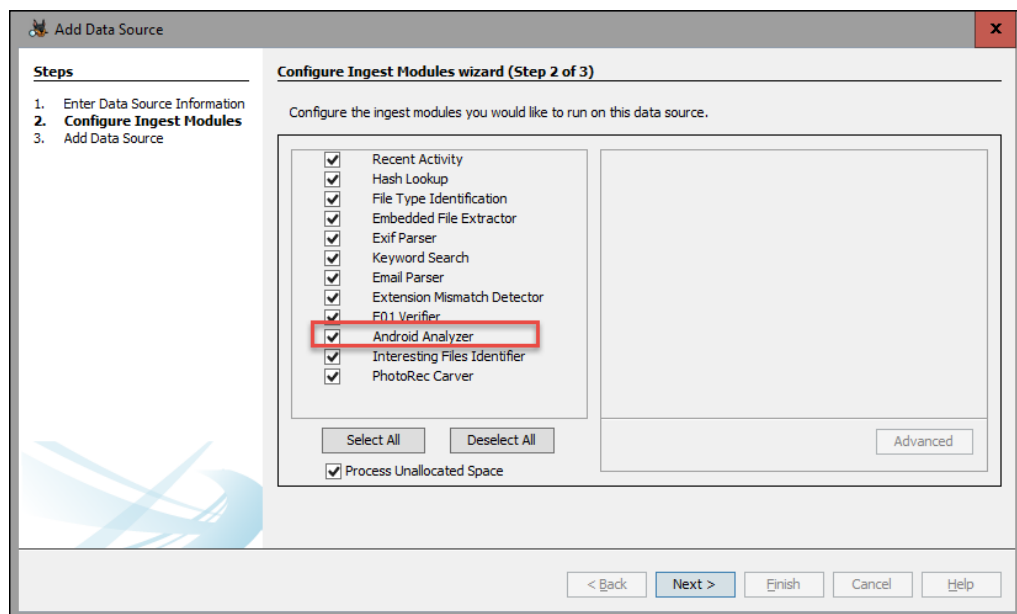 Add Data Source
x
Steps
1. Enter Data Source Information
2. Configure Ingest Modules
3. Add Data Source
Configure Ingest Modules wizard (Step 2 of 3)
Configure the ingest modules you would like to run on this data source.
Recent Activity
Hash Lookup
File Type Identification
Embedded File Extractor
Exif Parser
Keyword Search
Email Parser
Extension Mismatch Detector
E01 Verifier
Android Analyzer
Interesting Files Identifier
PhotoRec Carver
Select All
Deselect All
Process Unallocated Space
Advanced
< Back
Next >
Finish
Cancel
Help